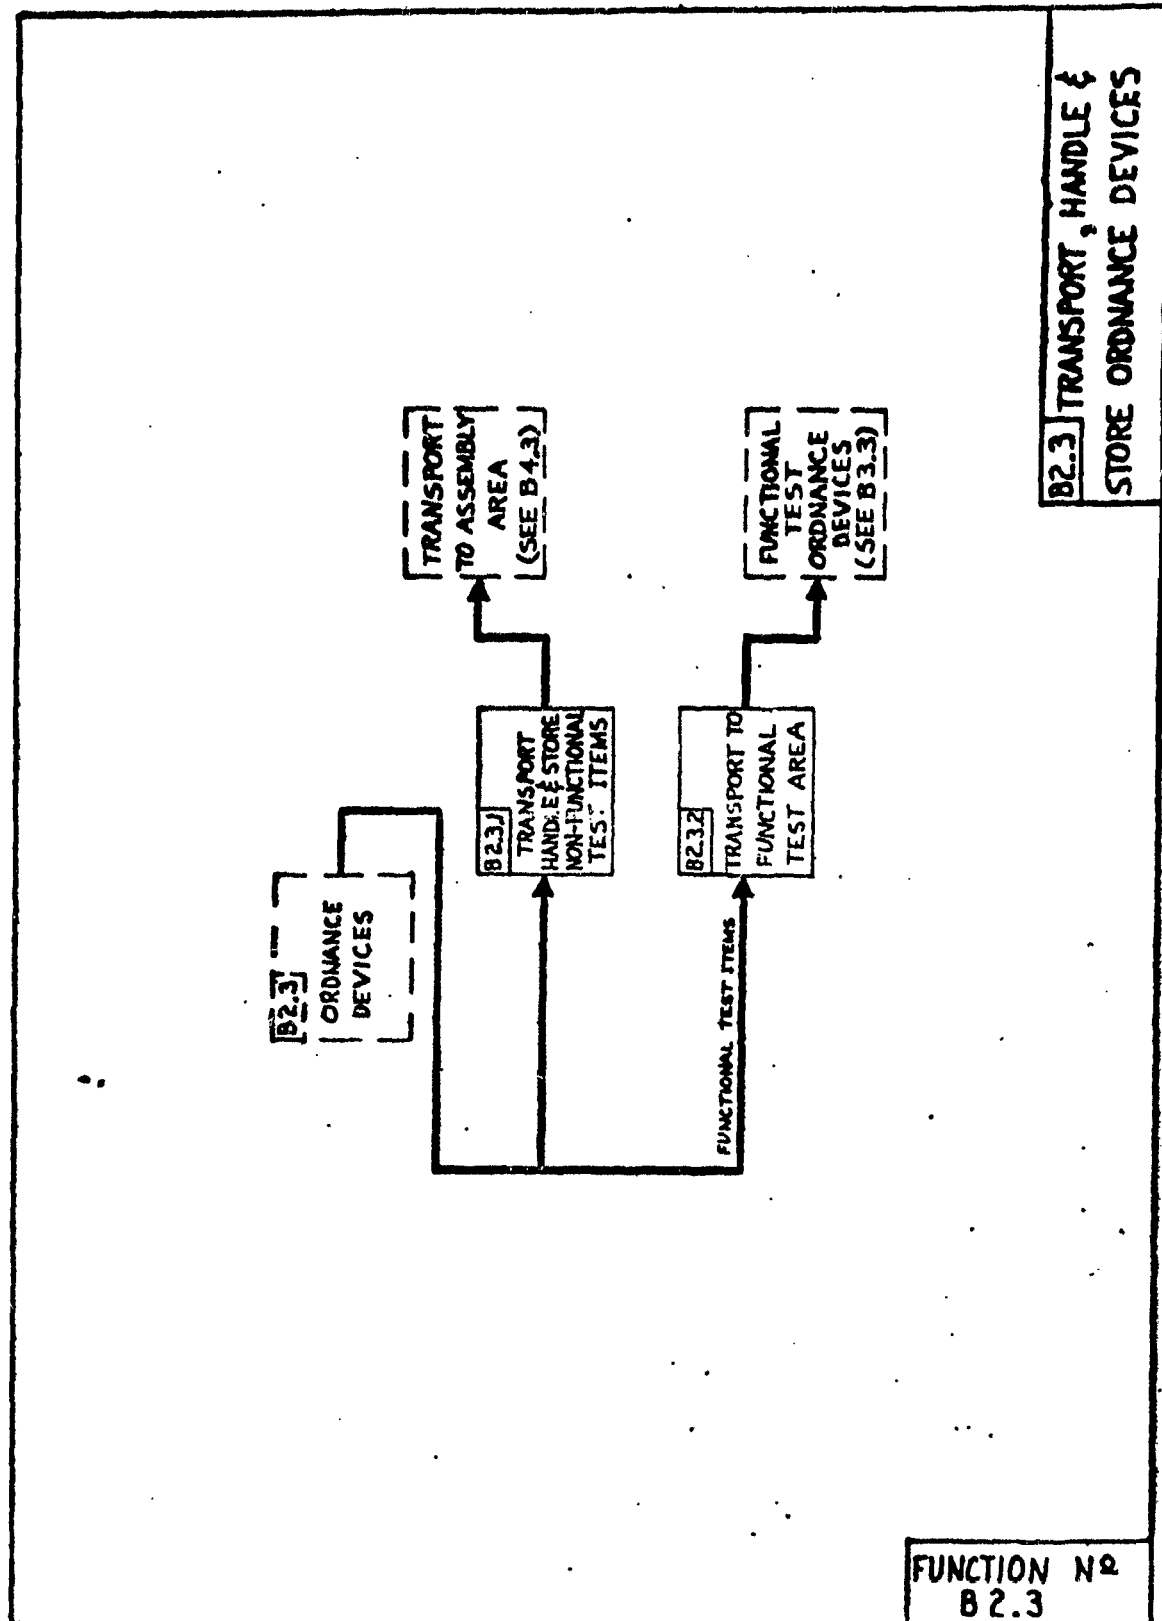 B2.3
ORDNANCE
DEVICES
B2.3.1
TRANSPORT
HANDLE & STORE
NON-FUNCTIONAL
TEST ITEMS
TRANSPORT
TO ASSEMBLY
AREA
(SEE B4.3)
FUNCTIONAL TEST ITEMS
B2.3.2
TRANSPORT TO
FUNCTIONAL
TEST AREA
FUNCTIONAL
TEST
ORDNANCE
DEVICES
(SEE B3.3)
B2.3 TRANSPORT, HANDLE &
STORE ORDNANCE DEVICES
FUNCTION Nº
B2.3